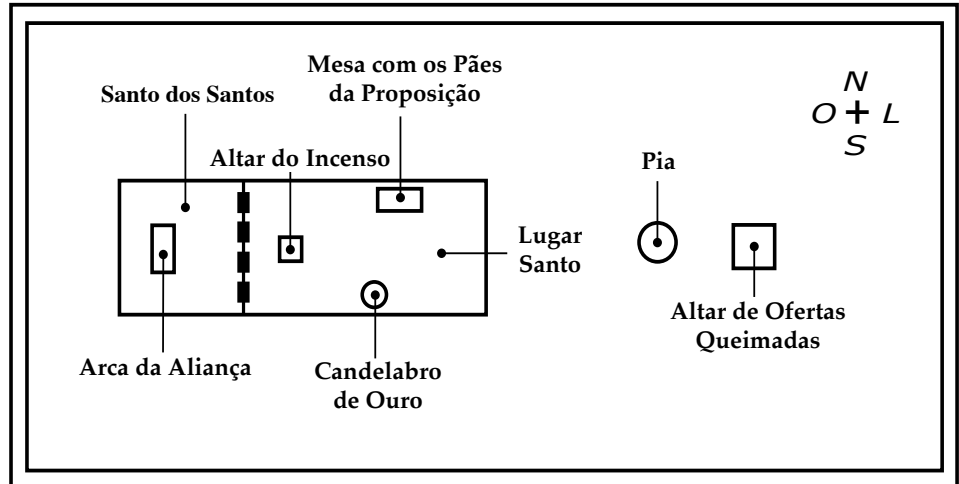 Mesa com os Pães
da Proposição
Santo dos Santos
Altar do Incenso
N
O + L
S
Pia
Lugar
Santo
Altar de Ofertas
Queimadas
Arca da Aliança
Candelabro
de Ouro